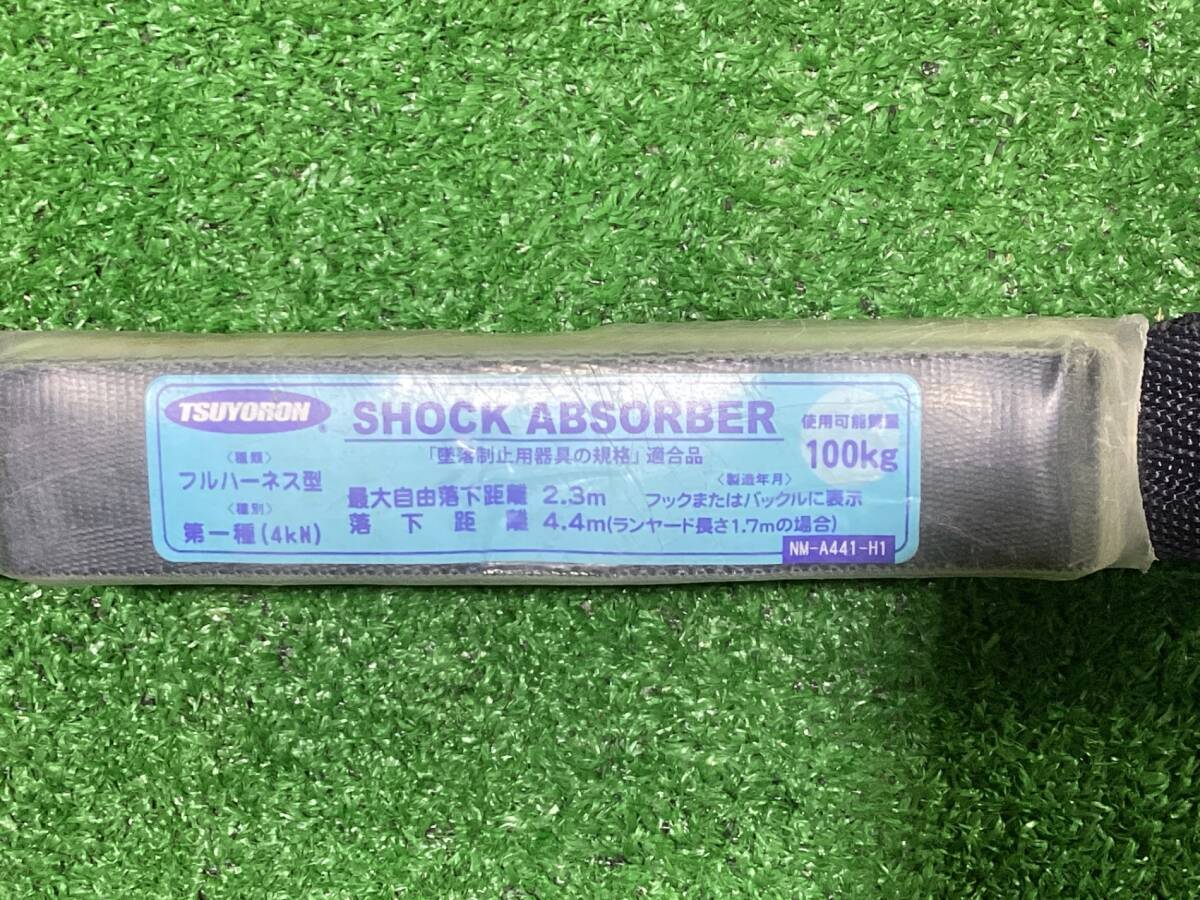 TSUYORON®
SHOCK ABSORBER
「墜落制止用器具の規格」適合品
使用可能質量
100kg
〈種類〉
フルハーネス型
〈種別〉
第一種(4kN)
最大自由落下距離 2.3m
落下距離 4.4m(ランヤード長さ1.7mの場合)
〈製造年月〉
フックまたはバックルに表示
NM-A441-H1